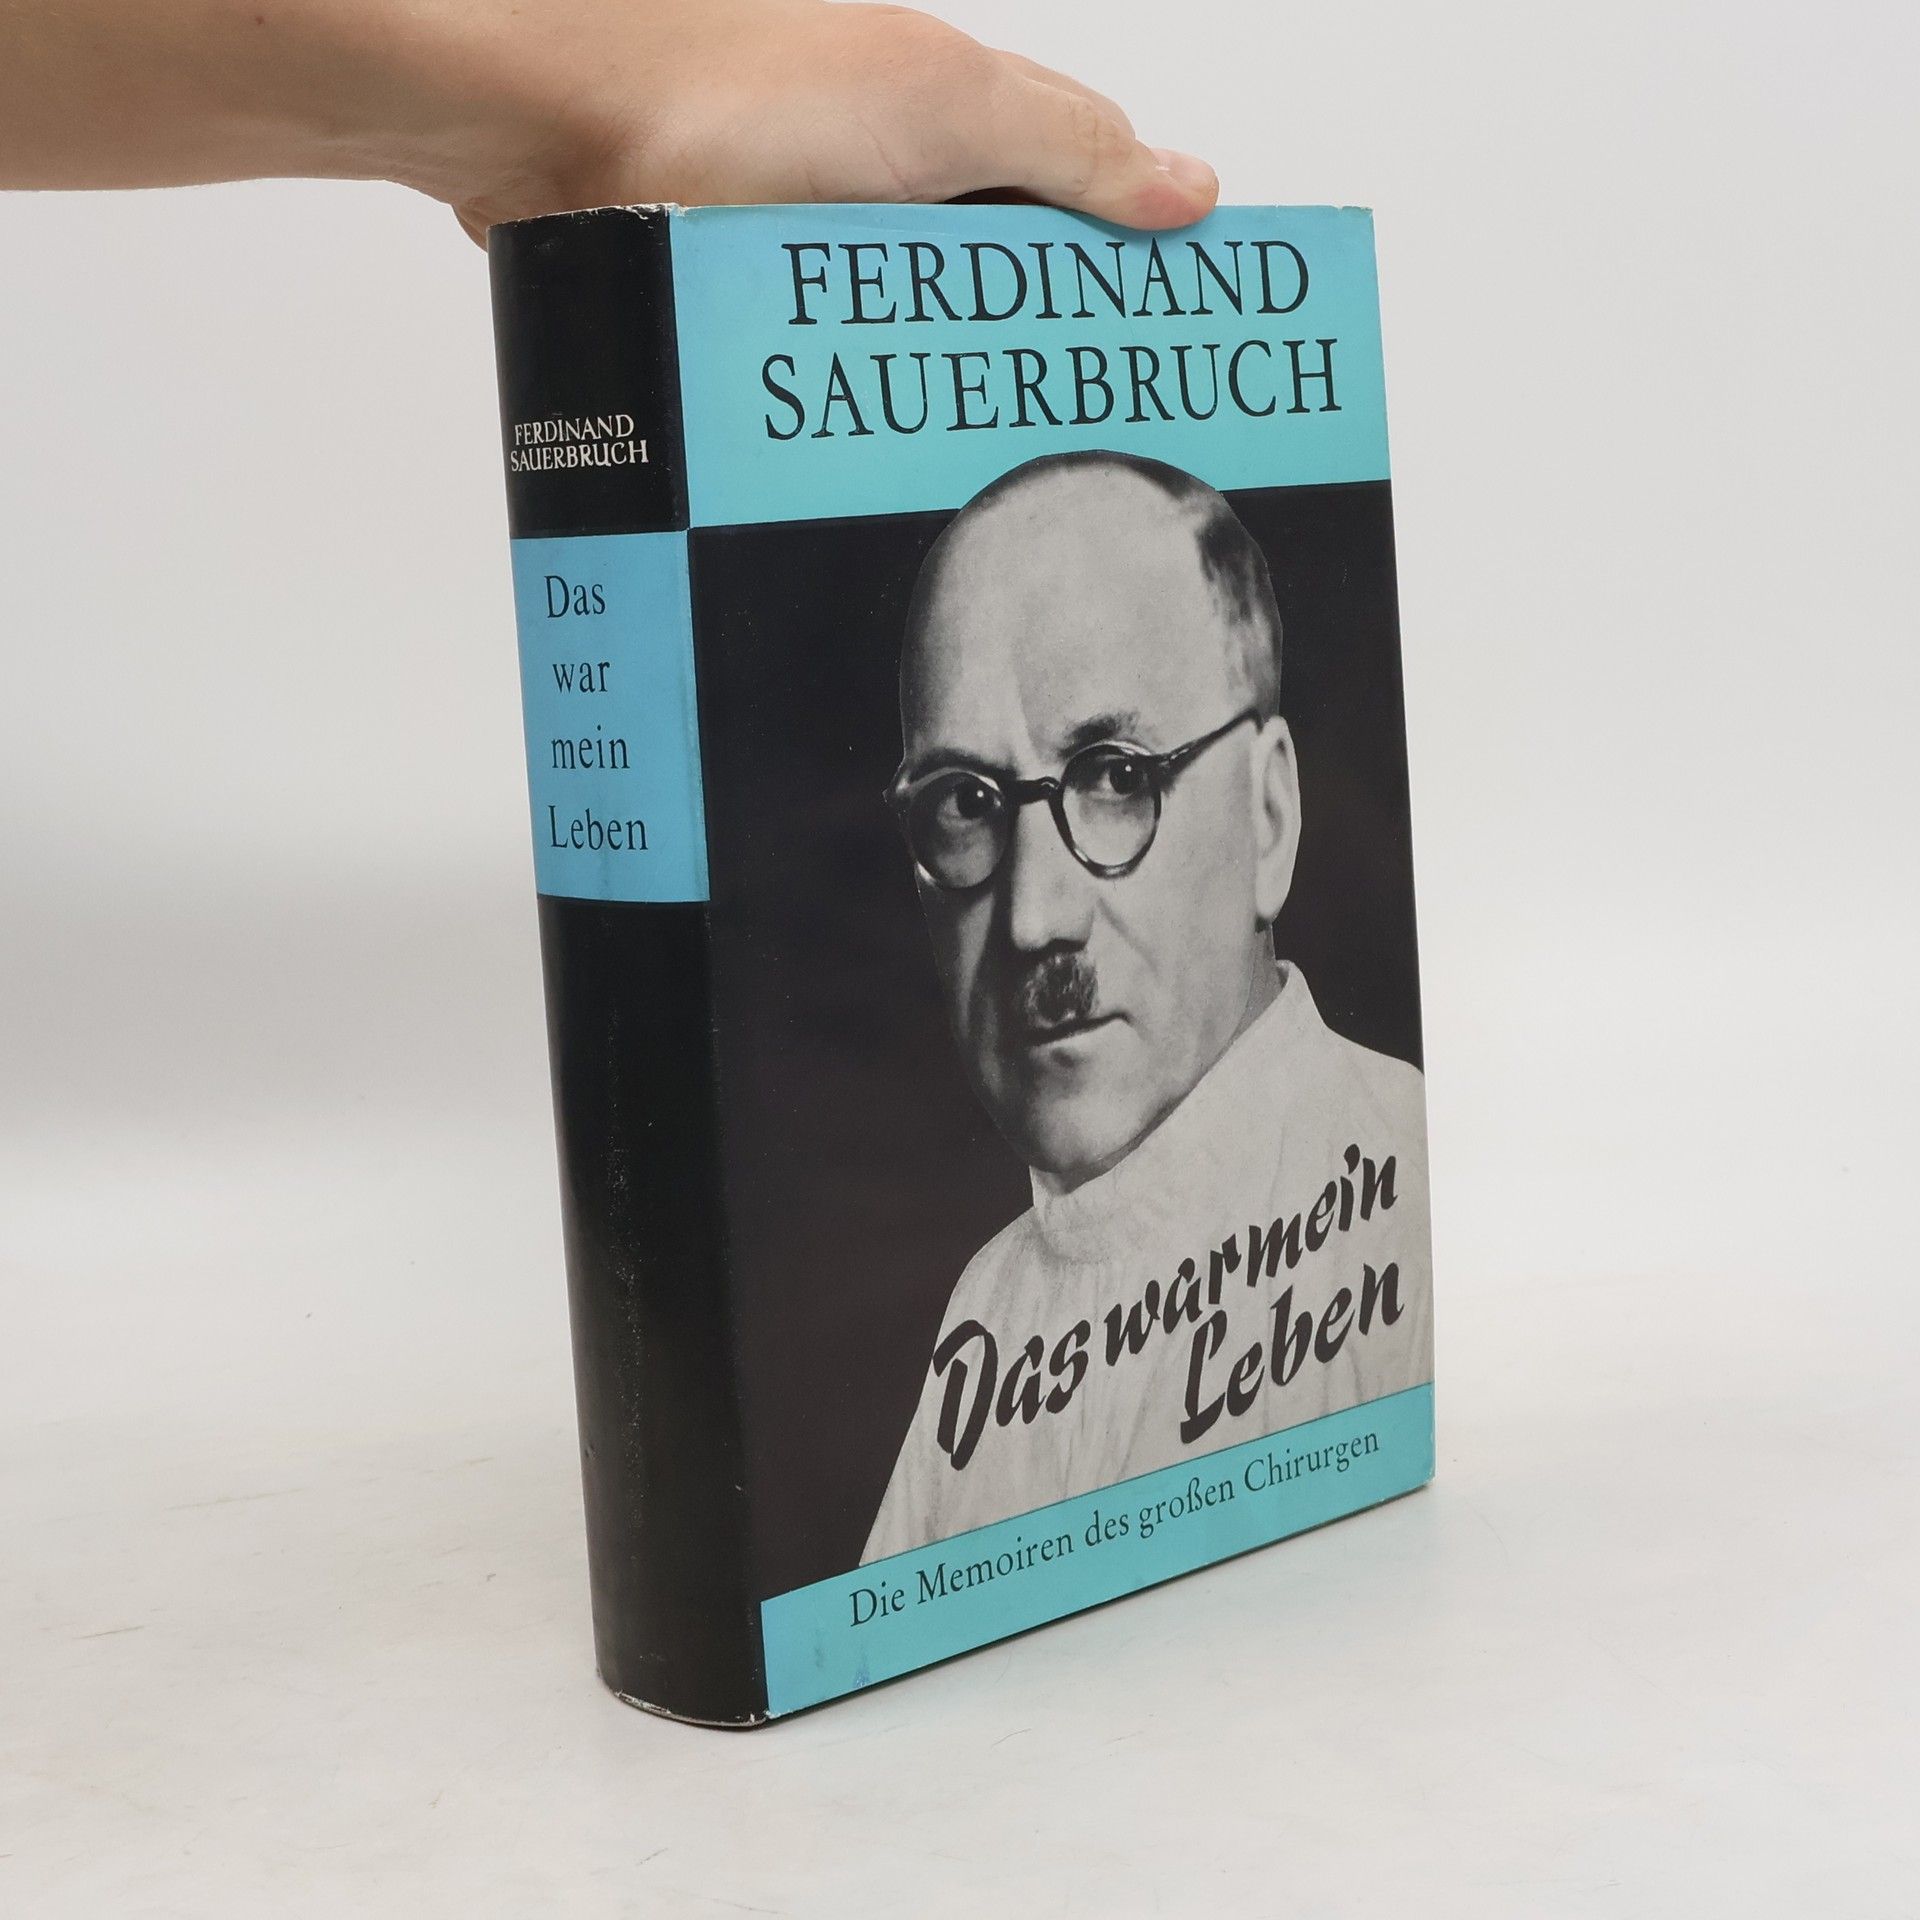 FERDINAND
SAUERBRUCH
Das
war
mein
Leben
FERDINAND
SAUERBRUCH
Das war mein
Leben
Die Memoiren des großen Chirurgen